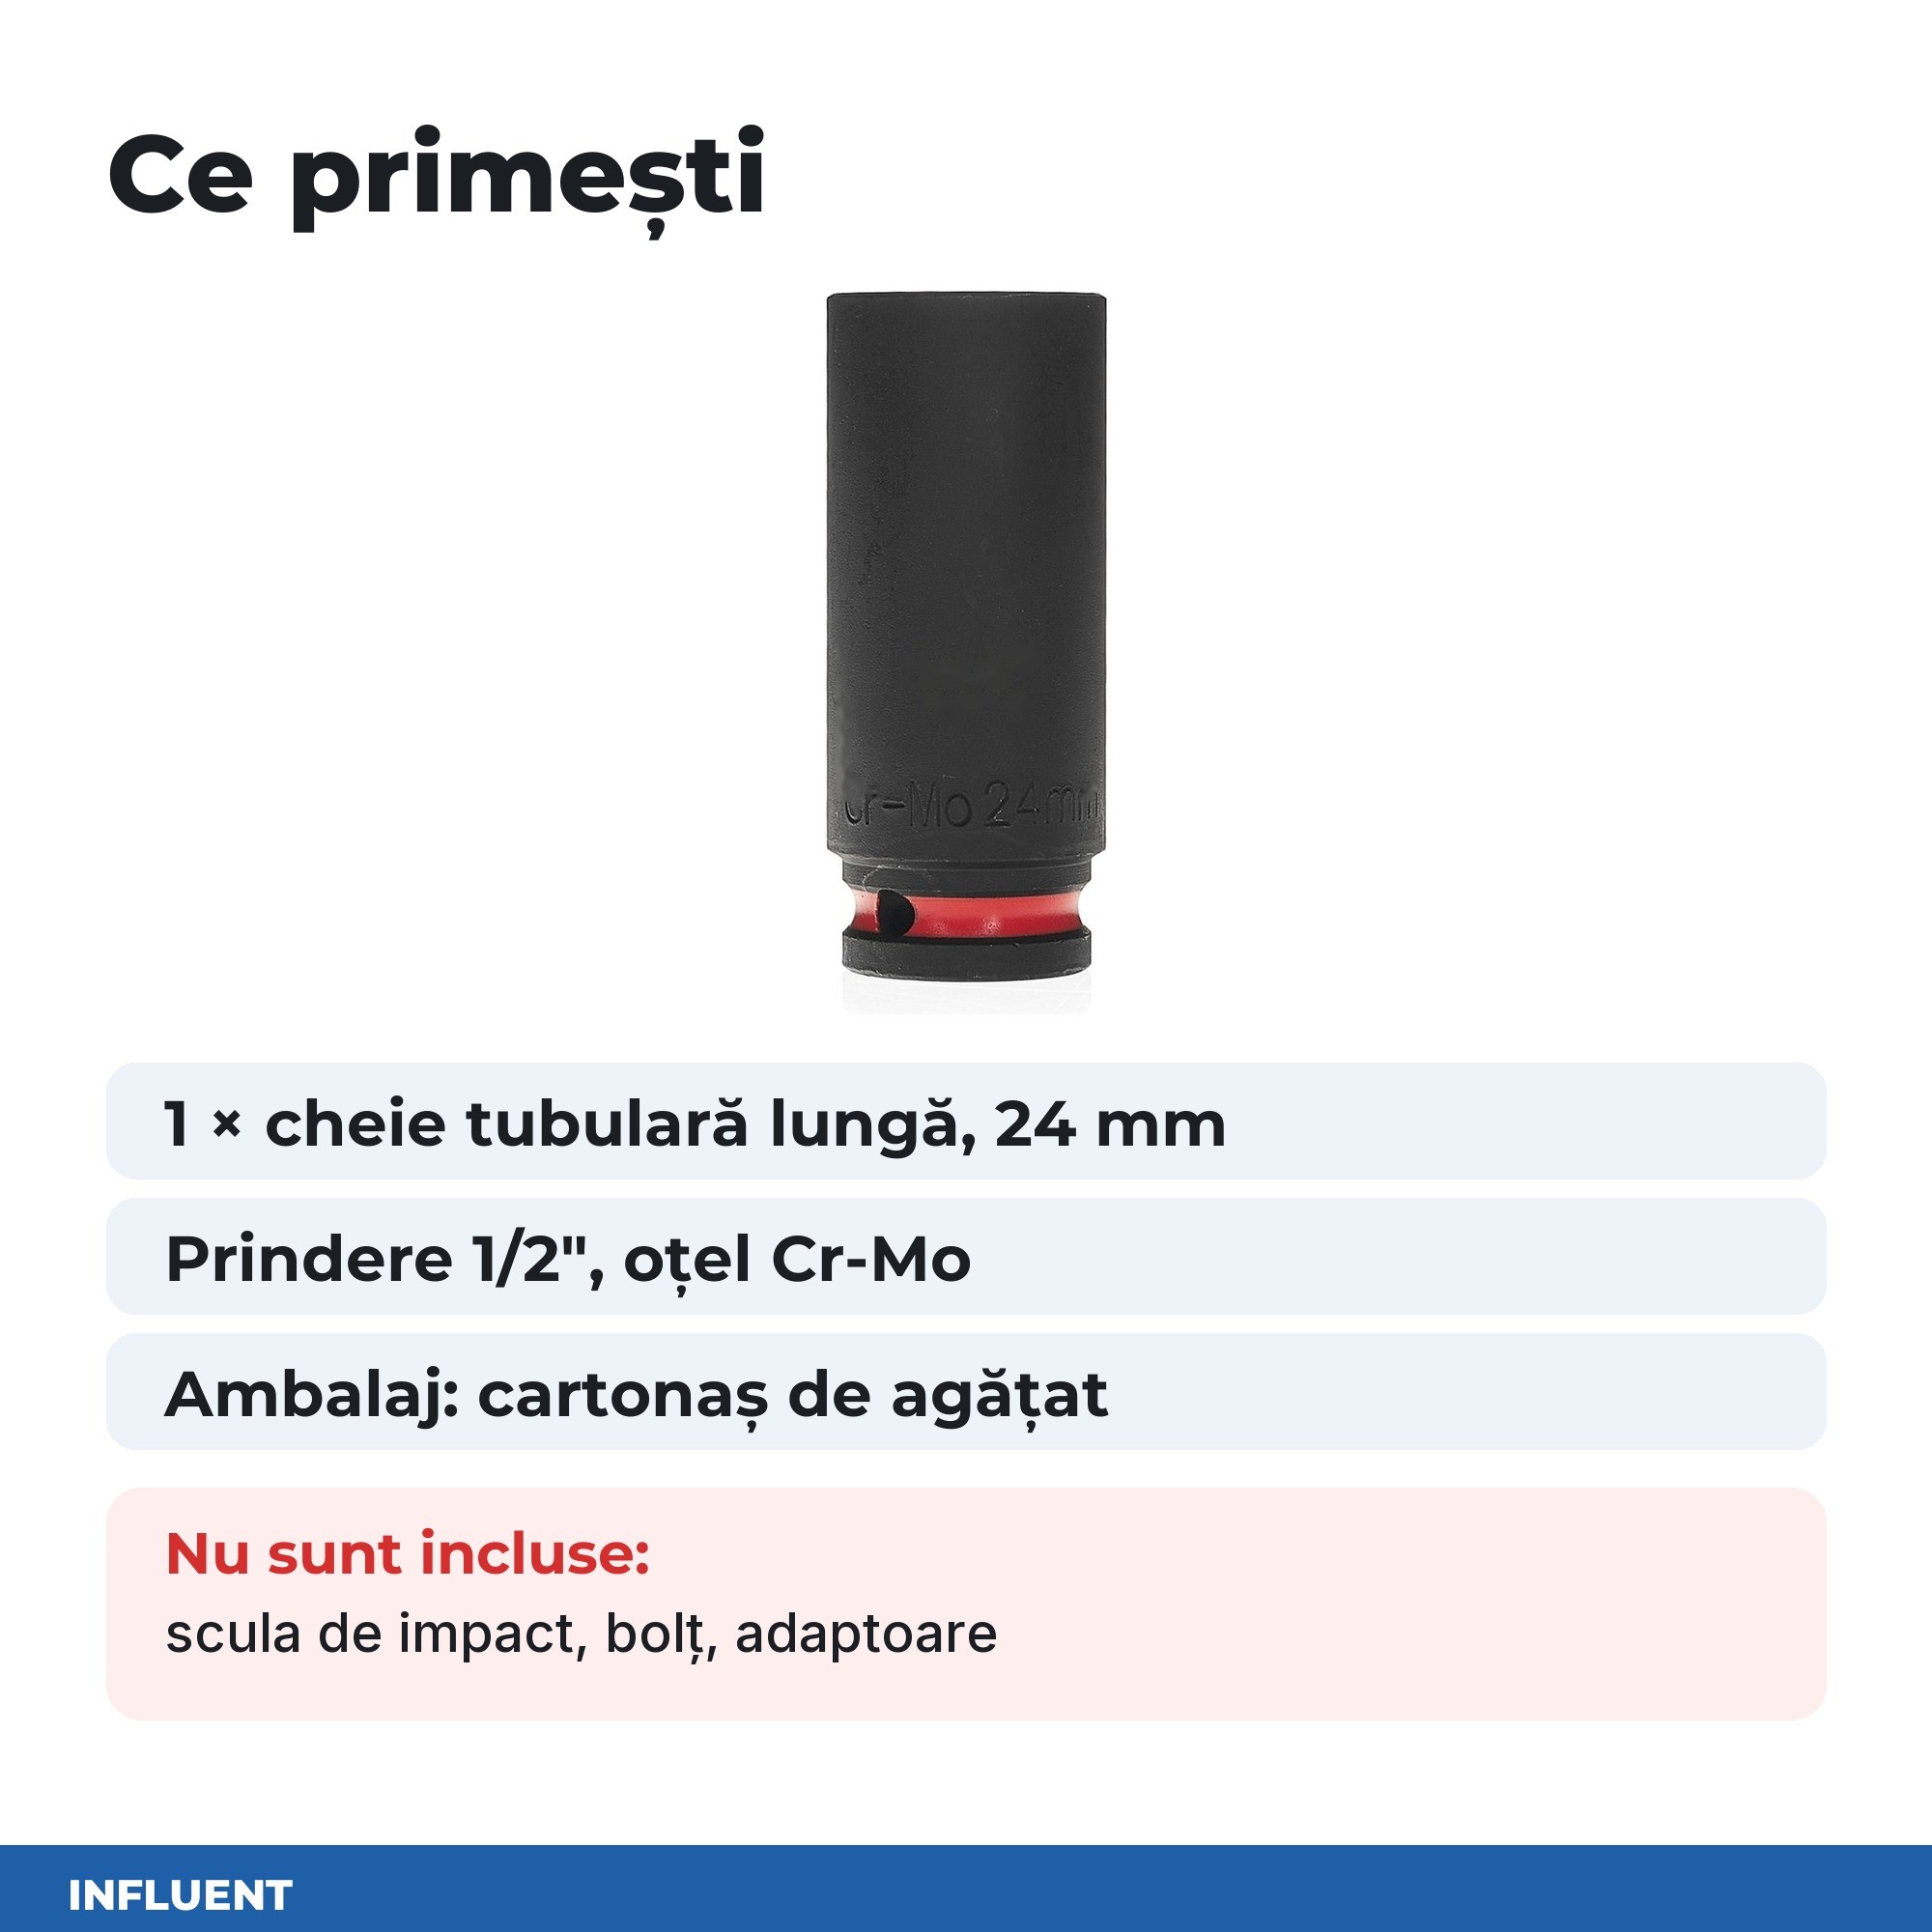 Ce primești
Cr-Mo 24mm
1 × cheie tubulară lungă, 24 mm
Prindere 1/2", oțel Cr-Mo
Ambalaj: cartonaș de agățat
Nu sunt incluse:
scula de impact, bolț, adaptoare
INFLUENT